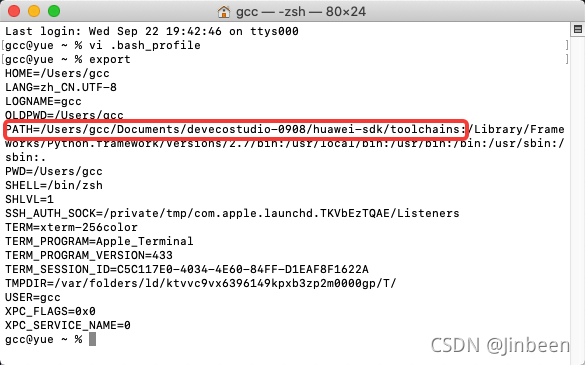 gcc — -zsh — 80×24
Last login: Wed Sep 22 19:42:46 on ttys000
[gcc@yue ~ % vi .bash_profile ]
[gcc@yue ~ % export ]
HOME=/Users/gcc
LANG=zh_CN.UTF-8
LOGNAME=gcc
OLDPWD=/Users/gcc
PATH=/Users/gcc/Documents/devecostudio-0908/huawei-sdk/toolchains:/Library/Frame
works/Python.framework/Versions/2.7/bin:/usr/local/bin:/usr/bin:/bin:/usr/sbin:/
sbin:.
PWD=/Users/gcc
SHELL=/bin/zsh
SHLVL=1
SSH_AUTH_SOCK=/private/tmp/com.apple.launchd.TKVbEzTQAE/Listeners
TERM=xterm-256color
TERM_PROGRAM=Apple_Terminal
TERM_PROGRAM_VERSION=433
TERM_SESSION_ID=C5C117E0-4034-4E60-84FF-D1EAF8F1622A
TMPDIR=/var/folders/ld/ktvvc9vx6396149kpxb3zp2m0000gp/T/
USER=gcc
XPC_FLAGS=0x0
XPC_SERVICE_NAME=0
gcc@yue ~ %
CSDN @Jinbeen